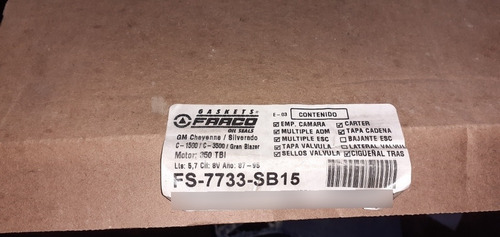 GASKETS
FRACO
OIL SEALS
GM Cheyenne / Silverado
C-1500 / C-3500 / Gran Blazer
Motor: 350 TBI
Lts: 5,7 Cil: 8V Año: 87-95
FS-7733-SB15
E-03 CONTENIDO
EMP. CAMARA
MULTIPLE ADM
MULTIPLE ESC
TAPA VALVULA
SELLOS VALVULA
CARTER
TAPA CADENA
BAJANTE ESC
LATERAL VALVULA
CIGUEÑAL TRAS